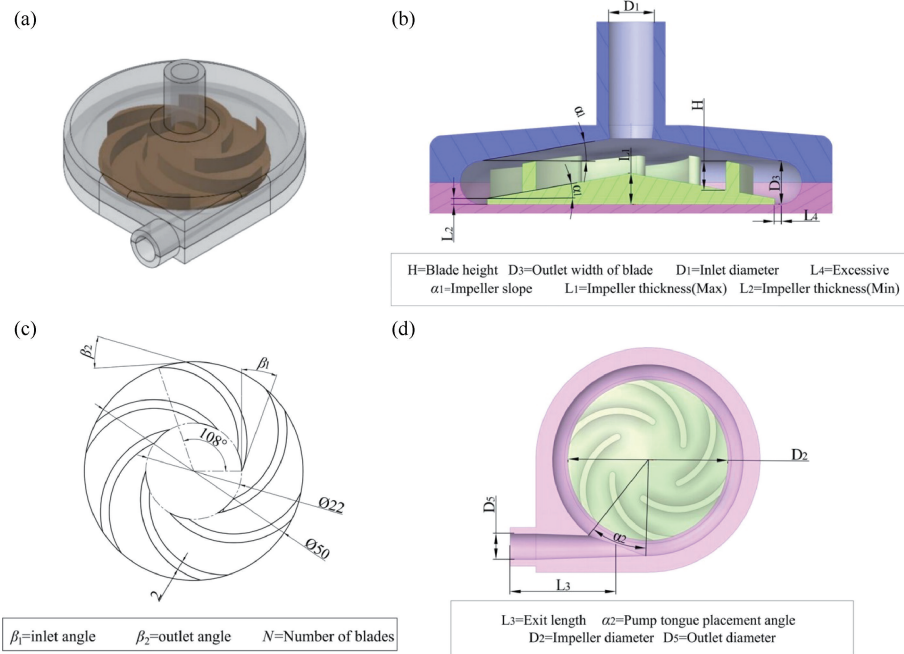 (a)
(b)
D1
α1
H
L1
β1
D3
L2
L4
H=Blade height D3=Outlet width of blade D1=Inlet diameter L4=Excessive
α1=Impeller slope L1=Impeller thickness(Max) L2=Impeller thickness(Min)
(c)
β2
β1
108°
Ø22
Ø50
2
β1=inlet angle β2=outlet angle N=Number of blades
(d)
D2
D5
α2
L3
L3=Exit length α2=Pump tongue placement angle
D2=Impeller diameter D5=Outlet diameter